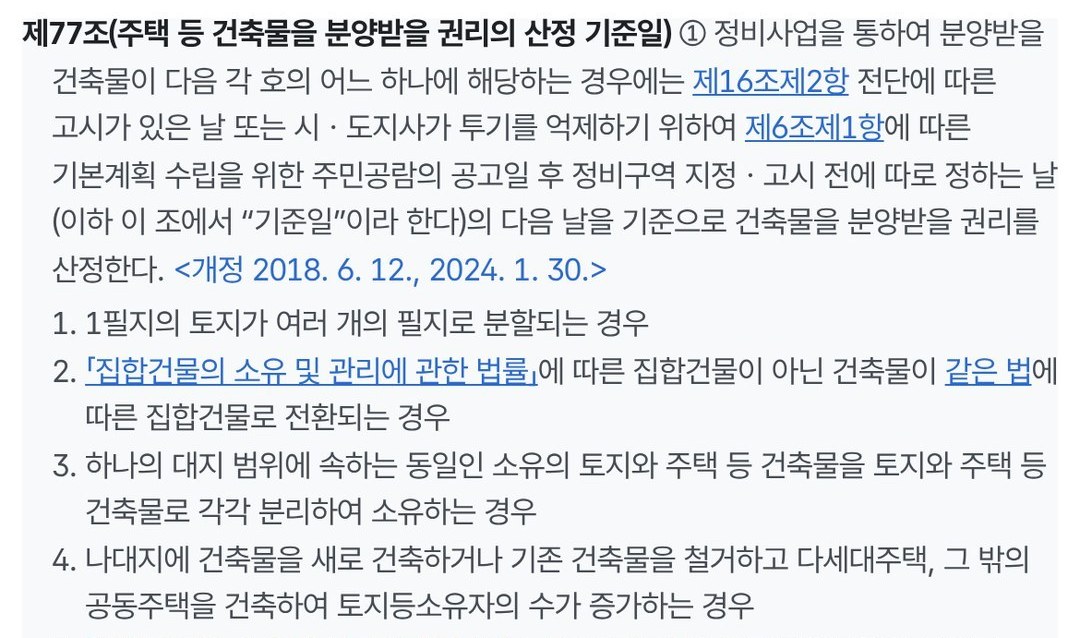 제77조(주택 등 건축물을 분양받을 권리의 산정 기준일) ① 정비사업을 통하여 분양받을
건축물이 다음 각 호의 어느 하나에 해당하는 경우에는 제16조제2항 전단에 따른
고시가 있은 날 또는 시ㆍ도지사가 투기를 억제하기 위하여 제6조제1항에 따른
기본계획 수립을 위한 주민공람의 공고일 후 정비구역 지정ㆍ고시 전에 따로 정하는 날
(이하 이 조에서 “기준일”이라 한다)의 다음 날을 기준으로 건축물을 분양받을 권리를
산정한다. <개정 2018. 6. 12., 2024. 1. 30.>
1. 1필지의 토지가 여러 개의 필지로 분할되는 경우
2. 「집합건물의 소유 및 관리에 관한 법률」에 따른 집합건물이 아닌 건축물이 같은 법에
따른 집합건물로 전환되는 경우
3. 하나의 대지 범위에 속하는 동일인 소유의 토지와 주택 등 건축물을 토지와 주택 등
건축물로 각각 분리하여 소유하는 경우
4. 나대지에 건축물을 새로 건축하거나 기존 건축물을 철거하고 다세대주택, 그 밖의
공동주택을 건축하여 토지등소유자의 수가 증가하는 경우